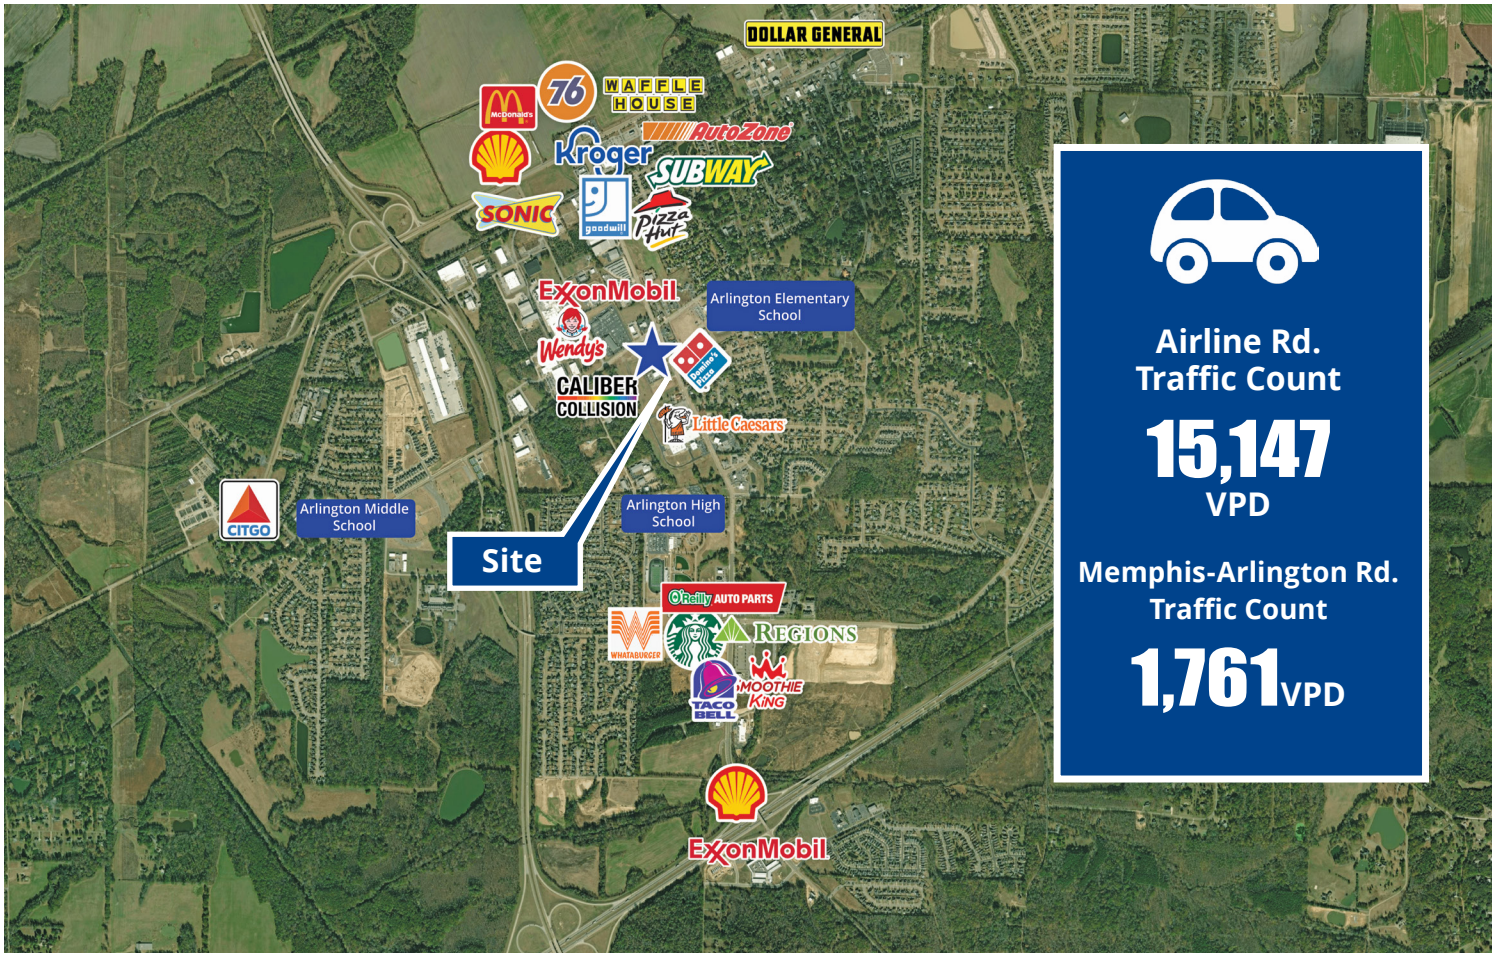 DOLLAR GENERAL
76
WAFFLE
HOUSE
McDonald's
AutoZone
Kroger
SUBWAY
SONIC
goodwill
Pizza
Hut
ExxonMobil
Arlington Elementary
School
Wendy's
Domino's
Pizza
CALIBER
COLLISION
Little Caesars
CITGO
Arlington Middle
School
Arlington High
School
Site
O'Reilly AUTO PARTS
WHATABURGER
REGIONS
TACO
BELL
SMOOTHIE
KING
ExxonMobil
Airline Rd.
Traffic Count
15,147
VPD
Memphis-Arlington Rd.
Traffic Count
1,761VPD